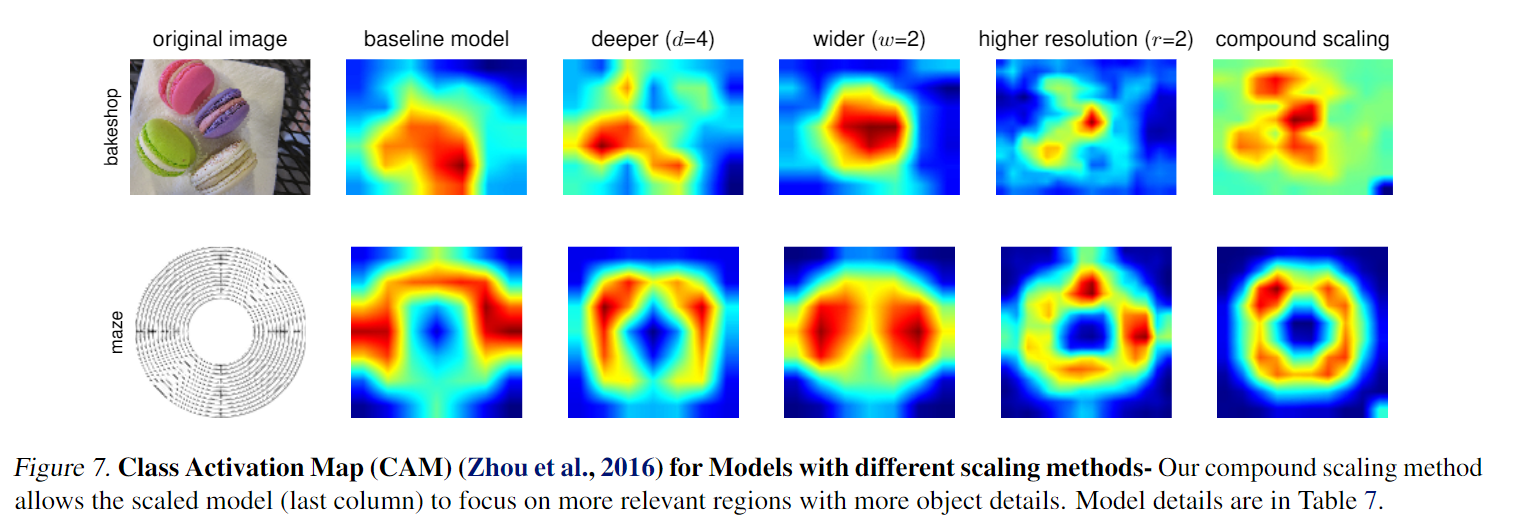 original image baseline model deeper (d=4) wider (w=2) higher resolution (r=2) compound scaling
bakeshop
maze
Figure 7. Class Activation Map (CAM) (Zhou et al., 2016) for Models with different scaling methods- Our compound scaling method
allows the scaled model (last column) to focus on more relevant regions with more object details. Model details are in Table 7.